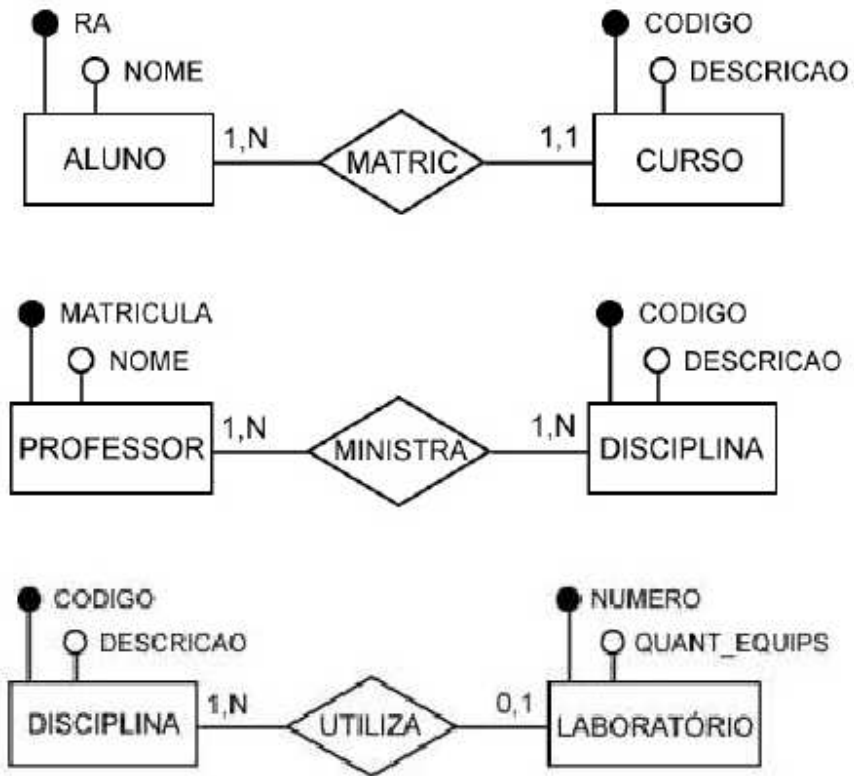 RA CODIGO
NOME DESCRICAO
ALUNO 1,N MATRIC 1,1 CURSO
MATRICULA CODIGO
NOME DESCRICAO
PROFESSOR 1,N MINISTRA 1,N DISCIPLINA
CODIGO NUMERO
DESCRICAO QUANT_EQUIPS
DISCIPLINA 1,N UTILIZA 0,1 LABORATÓRIO